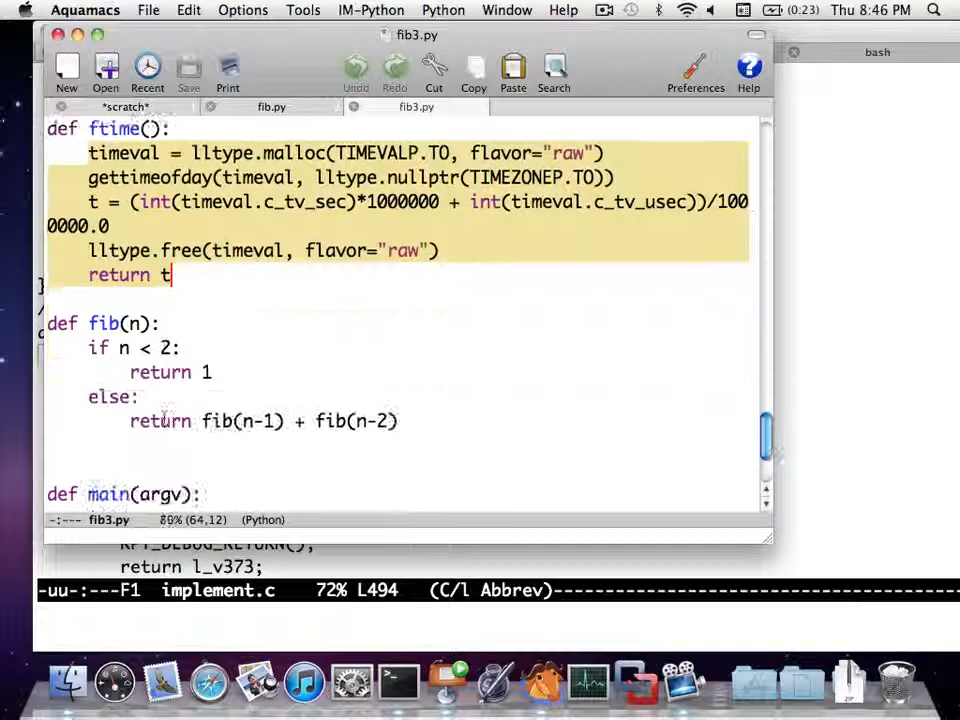 Aquamacs File Edit Options Tools IM-Python Python Window Help (0:23) Thu 8:46 PM
fib3.py
New Open Recent Save Print Undo Redo Cut Copy Paste Search Preferences Help
bash
*scratch* fib.py fib3.py
def ftime():
timeval = lltype.malloc(TIMEVALP.TO, flavor="raw")
gettimeofday(timeval, lltype.nullptr(TIMEZONEP.TO))
t = (int(timeval.c_tv_sec)*1000000 + int(timeval.c_tv_usec))/100
0000.0
lltype.free(timeval, flavor="raw")
return t
def fib(n):
if n < 2:
return 1
else:
return fib(n-1) + fib(n-2)
def main(argv):
-:--- fib3.py 89% (64,12) (Python)
RPY_DEBUG_RETURN();
return l_v373;
-uu-:---F1 implement.c 72% L494 (C/l Abbrev)------------------------------------